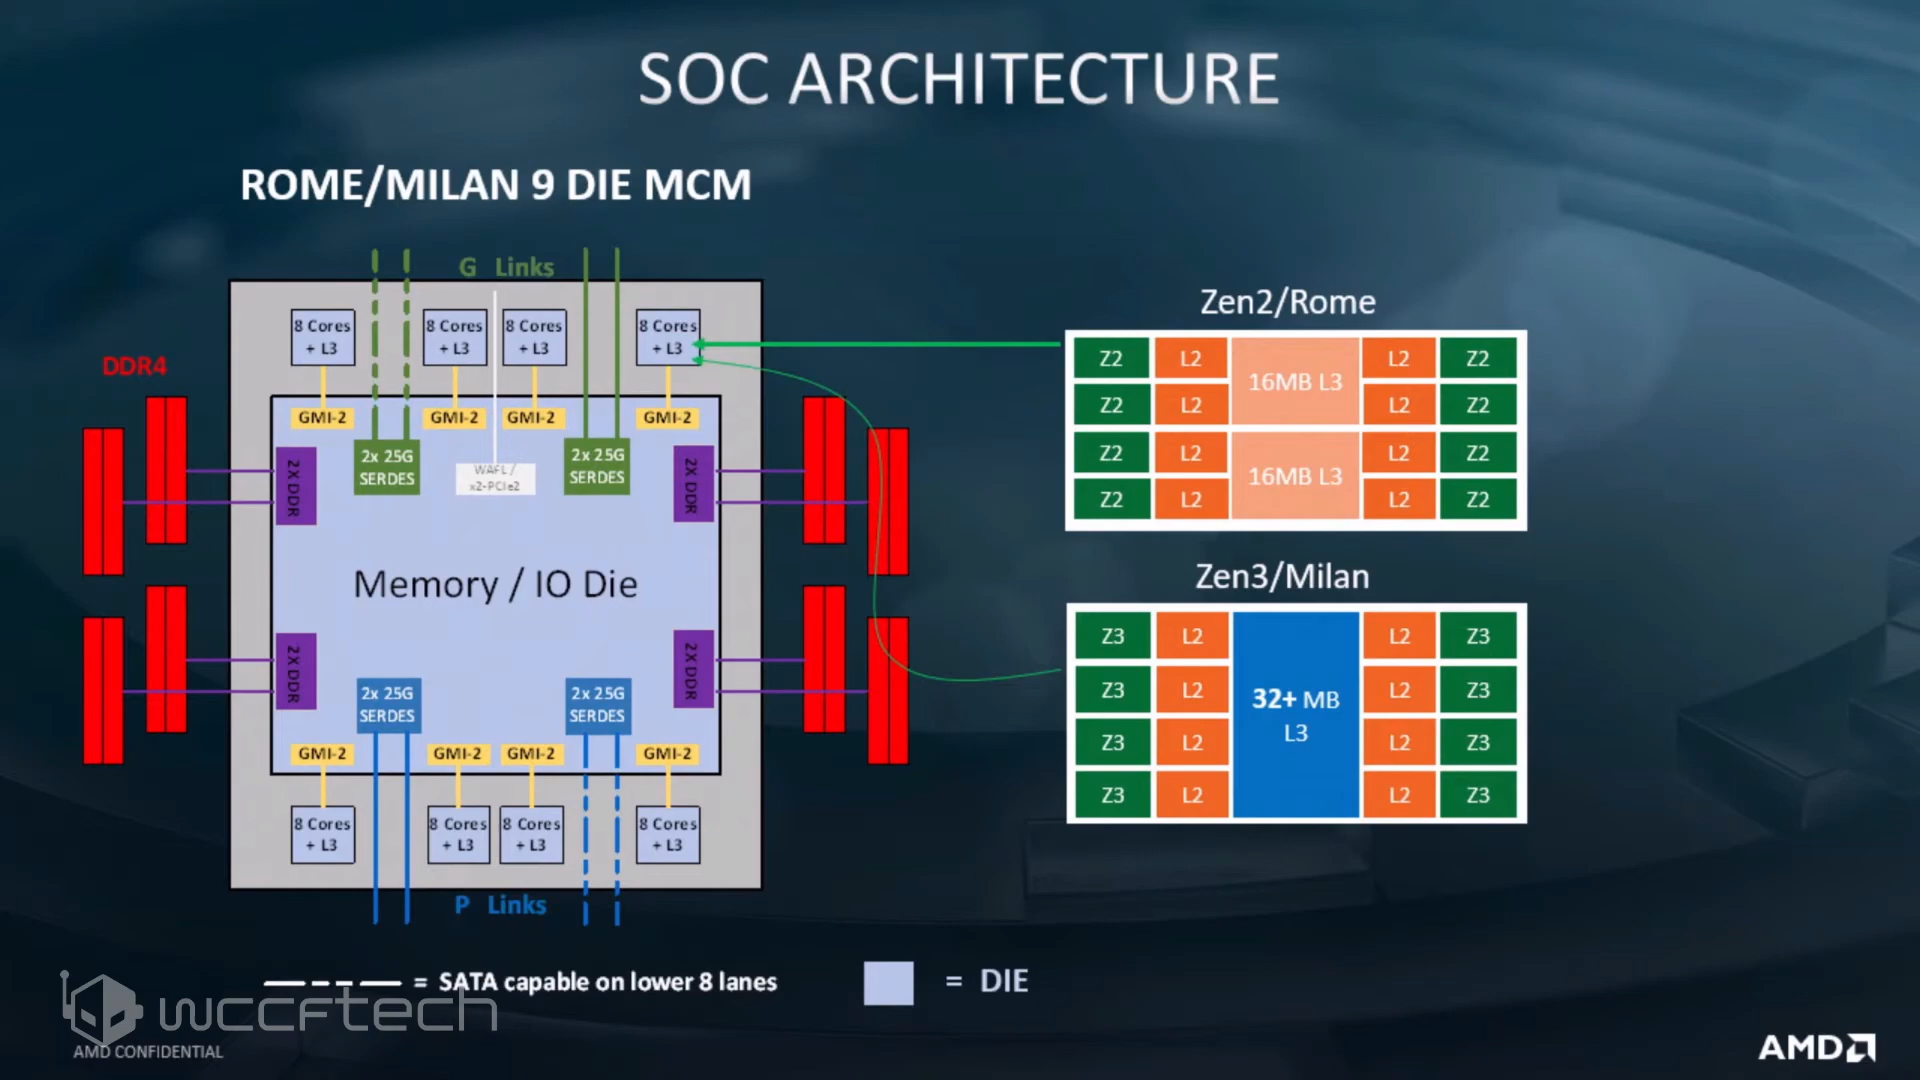 SOC ARCHITECTURE
ROME/MILAN 9 DIE MCM
G Links
8 Cores + L3
8 Cores + L3
8 Cores + L3
8 Cores + L3
DDR4
GMI-2
GMI-2
GMI-2
GMI-2
2X DDR
2x 25G SERDES
WAFL / x2-PCIe2
2x 25G SERDES
2X DDR
Memory / IO Die
2X DDR
2x 25G SERDES
2x 25G SERDES
2X DDR
GMI-2
GMI-2
GMI-2
GMI-2
8 Cores + L3
8 Cores + L3
8 Cores + L3
8 Cores + L3
P Links
Zen2/Rome
Z2 L2 16MB L3 L2 Z2
Z2 L2 L2 Z2
Z2 L2 16MB L3 L2 Z2
Z2 L2 L2 Z2
Zen3/Milan
Z3 L2 32+ MB L3 L2 Z3
Z3 L2 L2 Z3
Z3 L2 L2 Z3
Z3 L2 L2 Z3
= SATA capable on lower 8 lanes
= DIE
wccftech
AMD CONFIDENTIAL
AMD